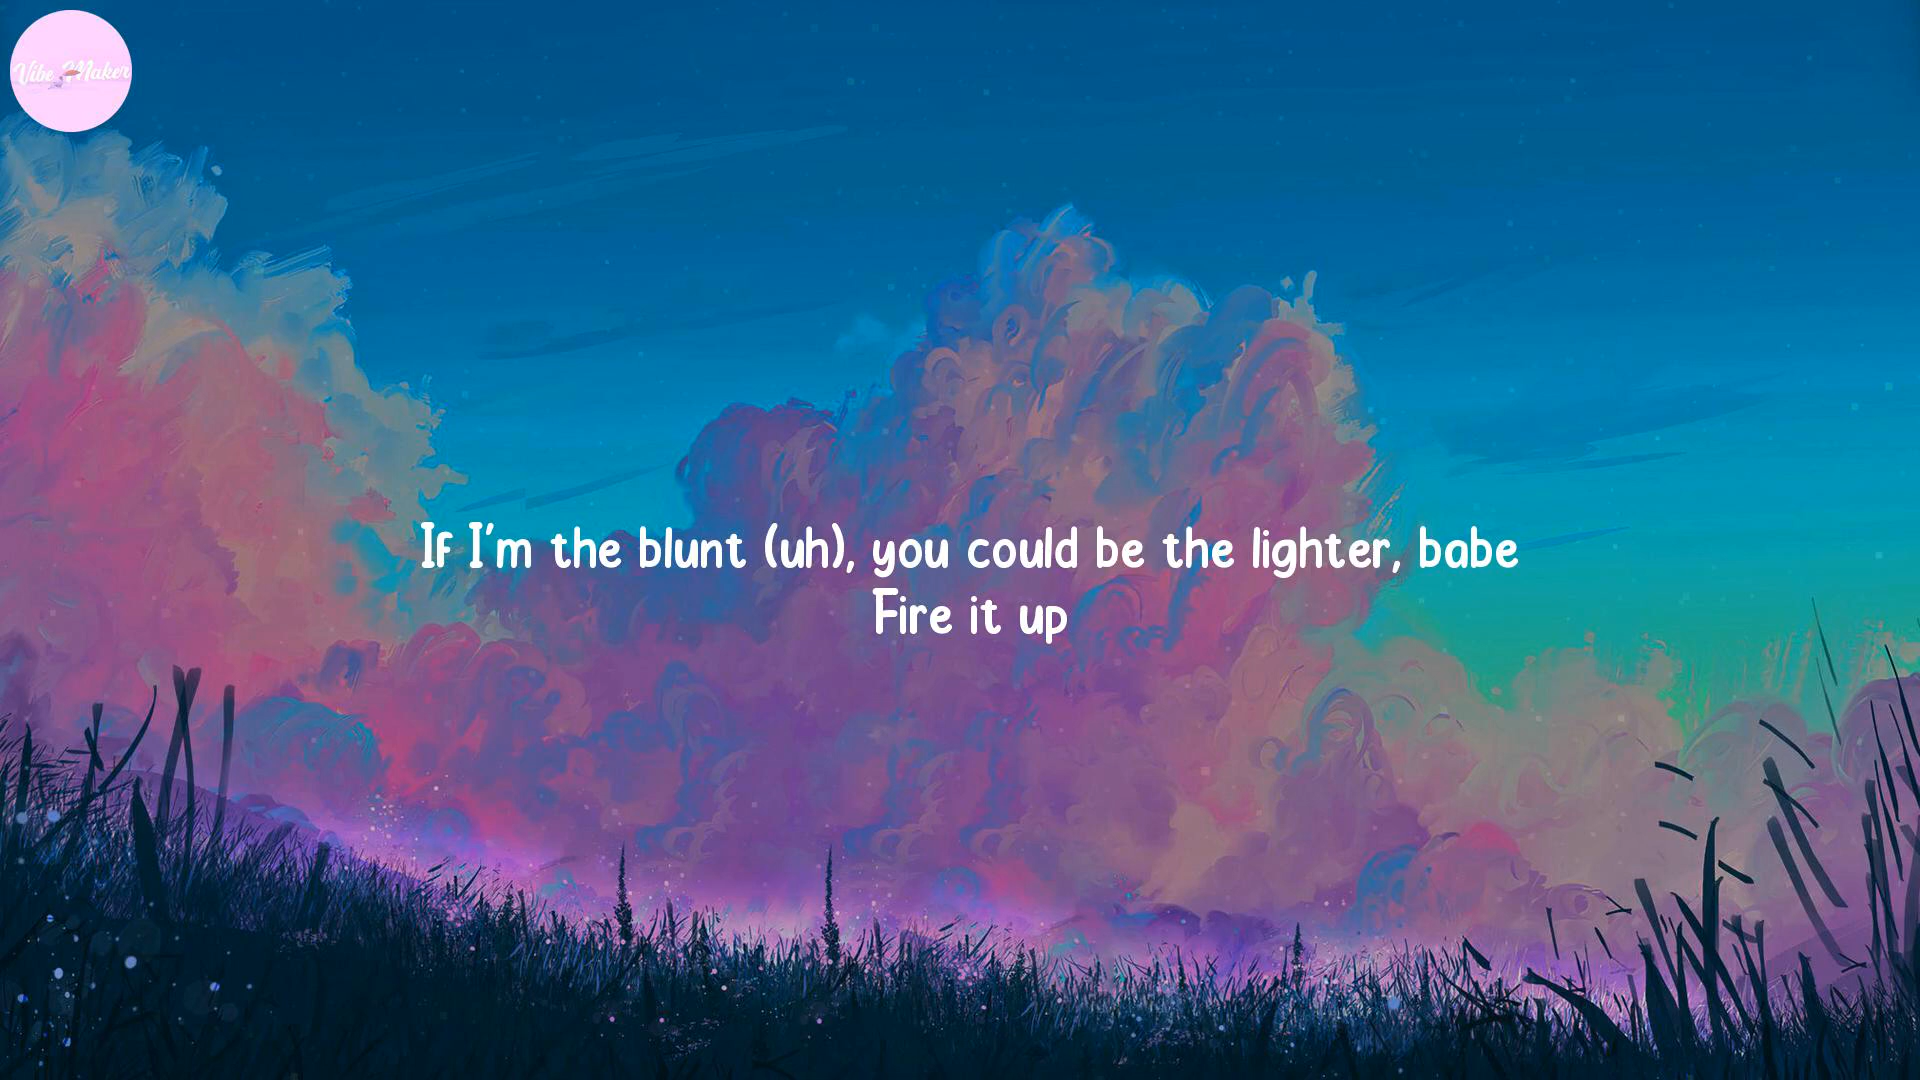 Vibe Maker
If I'm the blunt (uh), you could be the lighter, babe
Fire it up